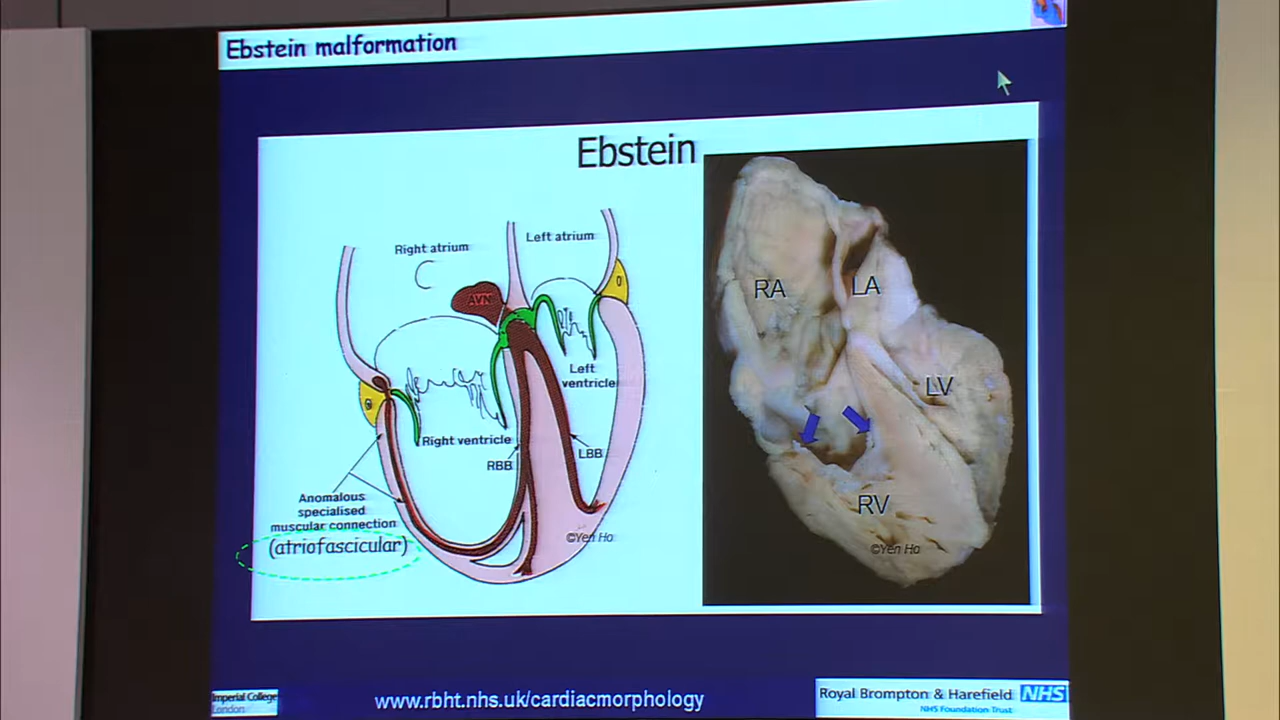 Ebstein malformation
Ebstein
Right atrium
Left atrium
AVN
Left
ventricle
Right ventricle
RBB
LBB
Anomalous
specialised
muscular connection
(atriofascicular)
©Yen Ho
RA
LA
LV
RV
©Yen Ho
Imperial College
London
www.rbht.nhs.uk/cardiacmorphology
Royal Brompton & Harefield NHS
NHS Foundation Trust